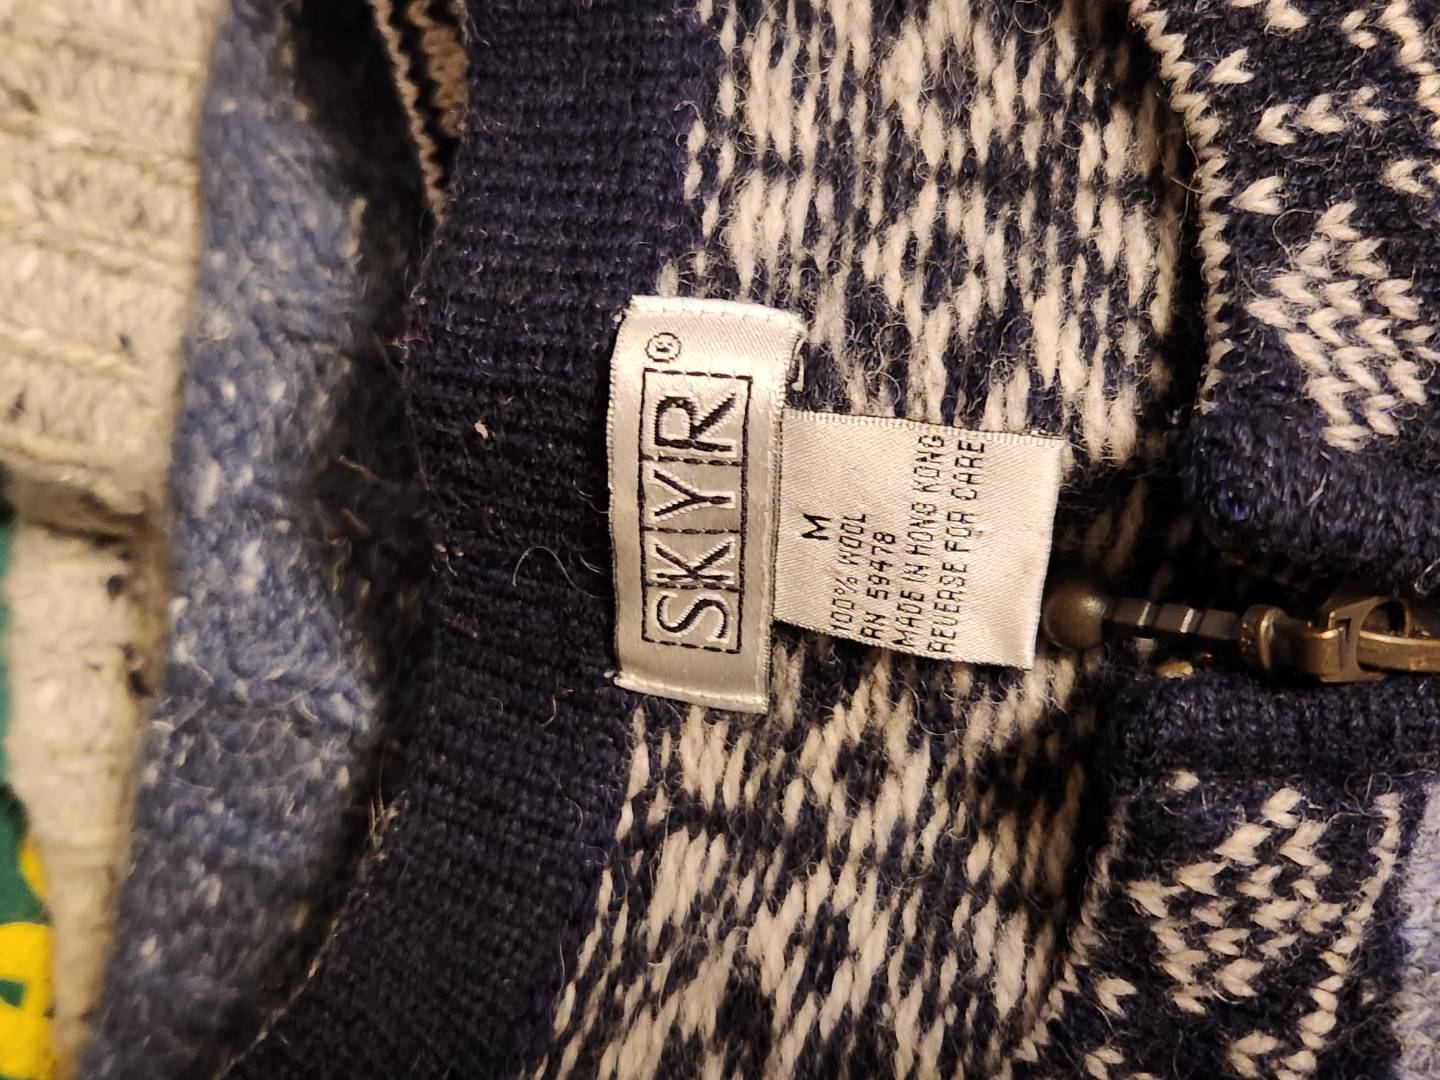 SKYR®
M
100% WOOL
RN 59478
MADE IN HONG KONG
REVERSE FOR CARE